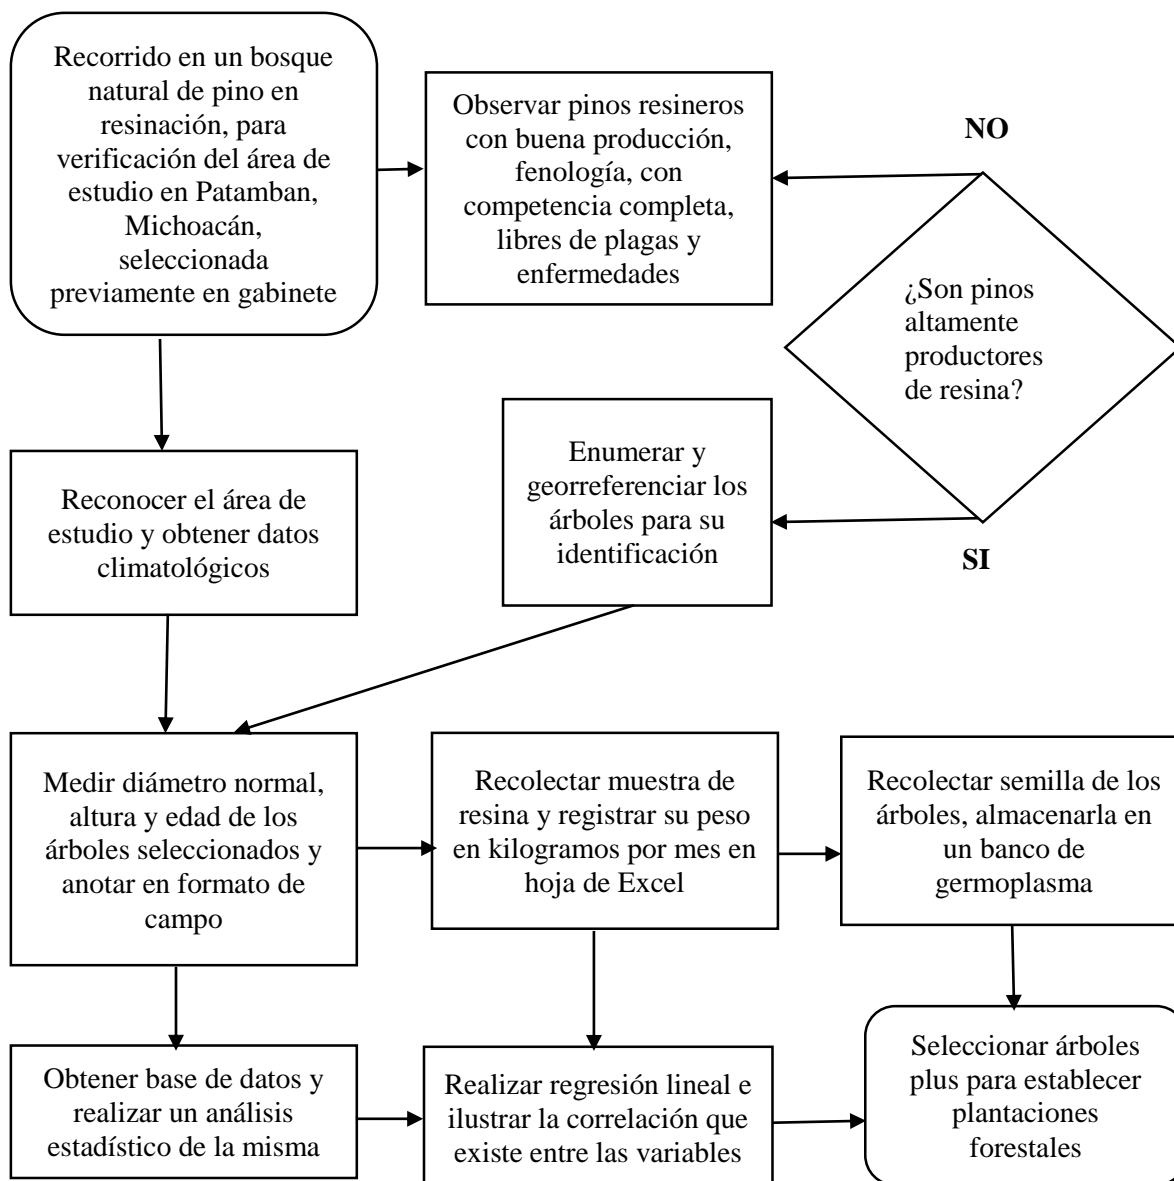 Recorrido en un bosque
natural de pino en
resinación, para
verificación del área de
estudio en Patamban,
Michoacán,
seleccionada
previamente en gabinete
Observar pinos resineros
con buena producción,
fenología, con
competencia completa,
libres de plagas y
enfermedades
NO
¿Son pinos
altamente
productores
de resina?
SI
Enumerar y
georreferenciar los
árboles para su
identificación
Reconocer el área de
estudio y obtener datos
climatológicos
Medir diámetro normal,
altura y edad de los
árboles seleccionados y
anotar en formato de
campo
Recolectar muestra de
resina y registrar su peso
en kilogramos por mes en
hoja de Excel
Recolectar semilla de los
árboles, almacenarla en
un banco de
germoplasma
Obtener base de datos y
realizar un análisis
estadístico de la misma
Realizar regresión lineal e
ilustrar la correlación que
existe entre las variables
Seleccionar árboles
plus para establecer
plantaciones
forestales